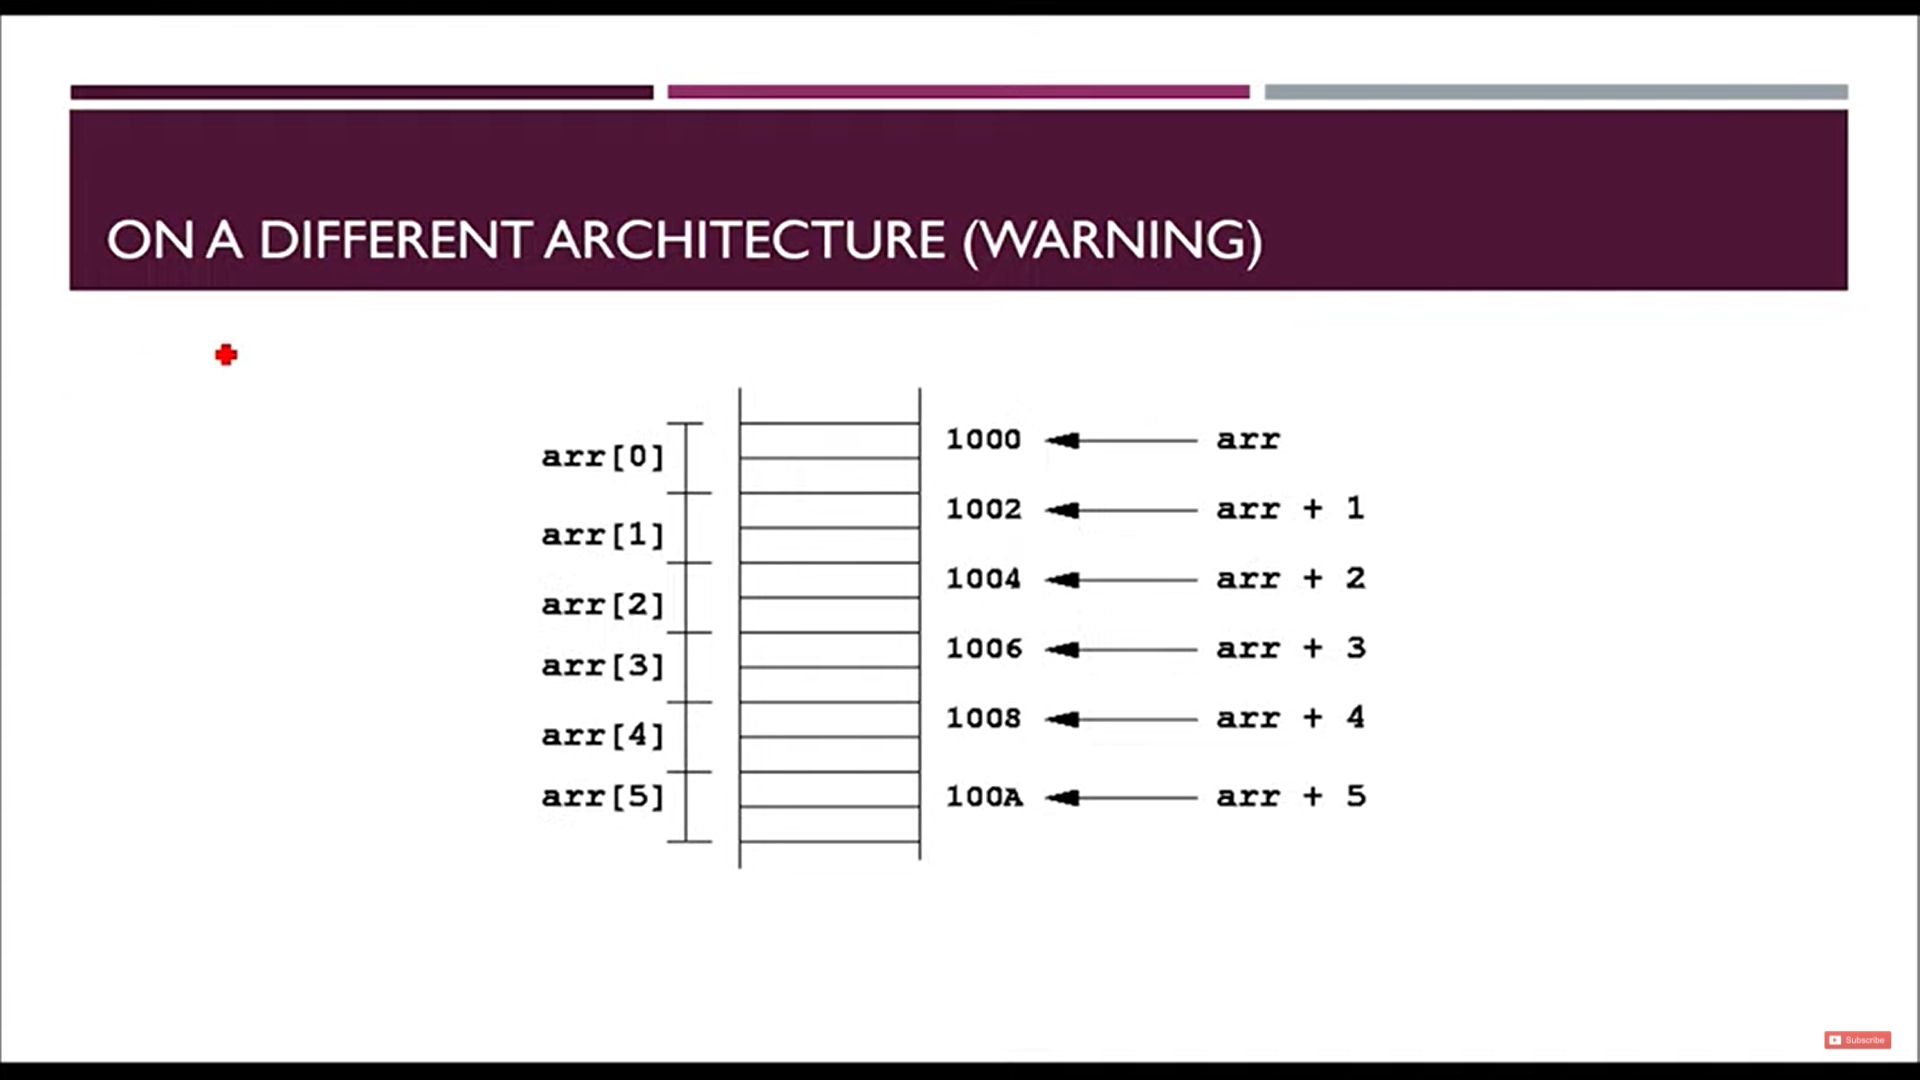 ON A DIFFERENT ARCHITECTURE (WARNING)
arr[0] 1000 arr
arr[1] 1002 arr + 1
arr[2] 1004 arr + 2
arr[3] 1006 arr + 3
arr[4] 1008 arr + 4
arr[5] 100A arr + 5
Subscribe